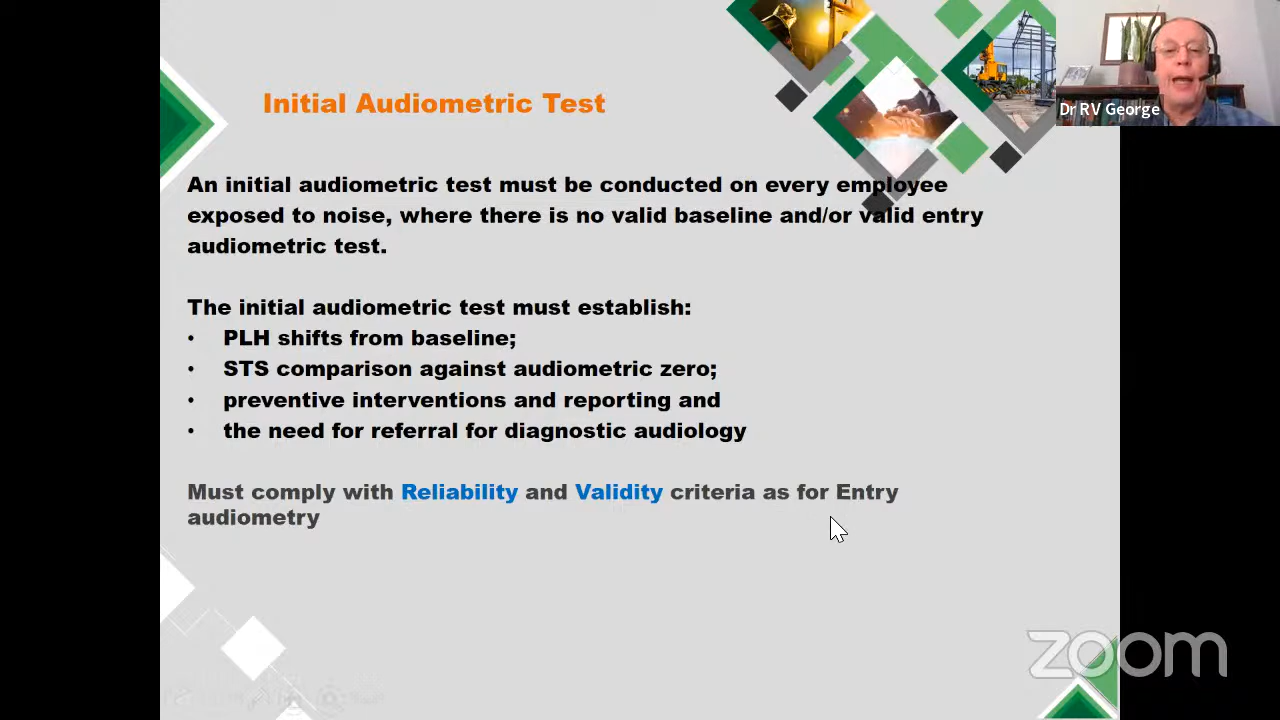 Initial Audiometric Test
Dr RV George
An initial audiometric test must be conducted on every employee
exposed to noise, where there is no valid baseline and/or valid entry
audiometric test.
The initial audiometric test must establish:
• PLH shifts from baseline;
• STS comparison against audiometric zero;
• preventive interventions and reporting and
• the need for referral for diagnostic audiology
Must comply with Reliability and Validity criteria as for Entry
audiometry
zoom